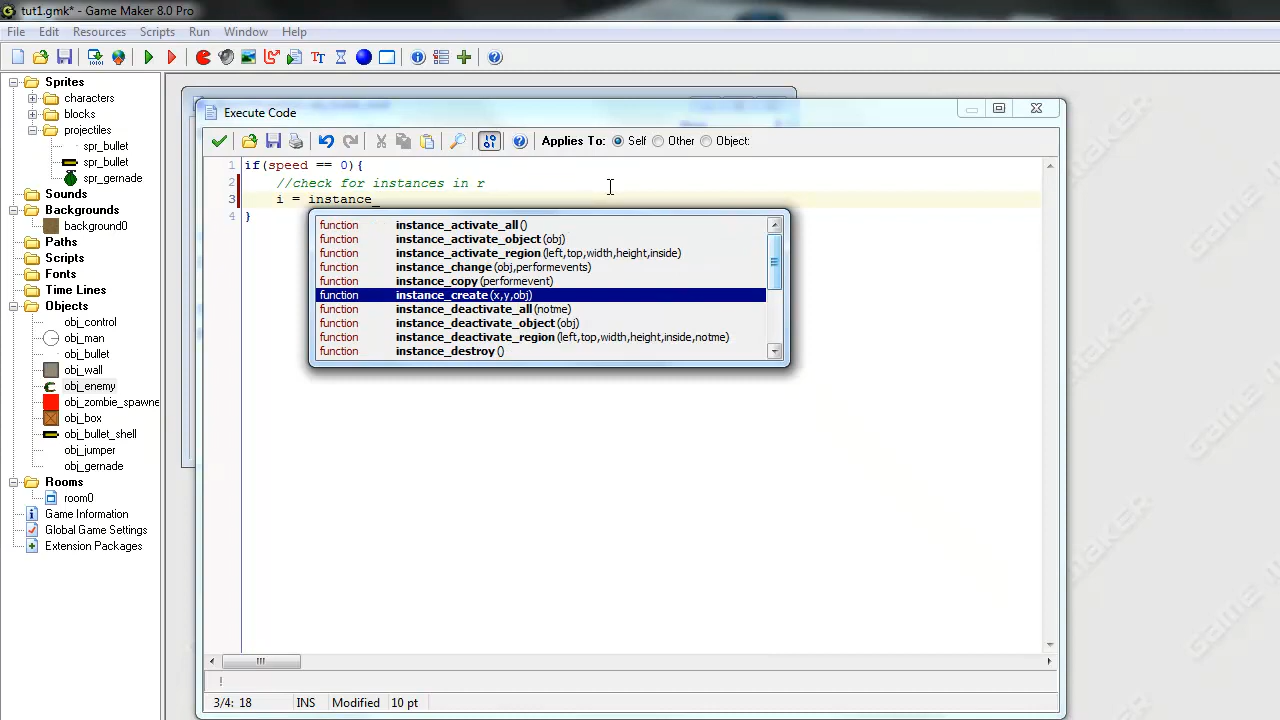 tut1.gmk* - Game Maker 8.0 Pro
File Edit Resources Scripts Run Window Help
Sprites
characters
blocks
projectiles
spr_bullet
spr_bullet
spr_gernade
Sounds
Backgrounds
background0
Paths
Scripts
Fonts
Time Lines
Objects
obj_control
obj_man
obj_bullet
obj_wall
obj_enemy
obj_zombie_spawne
obj_box
obj_bullet_shell
obj_jumper
obj_gernade
Rooms
room0
Game Information
Global Game Settings
Extension Packages
Execute Code
Applies To: Self Other Object:
1 if(speed == 0){
2 //check for instances in r
3 i = instance_
4 }
function instance_activate_all()
function instance_activate_object(obj)
function instance_activate_region(left,top,width,height,inside)
function instance_change(obj,performevents)
function instance_copy(performevent)
function instance_create(x,y,obj)
function instance_deactivate_all(notme)
function instance_deactivate_object(obj)
function instance_deactivate_region(left,top,width,height,inside,notme)
function instance_destroy()
3/4: 18 INS Modified 10 pt